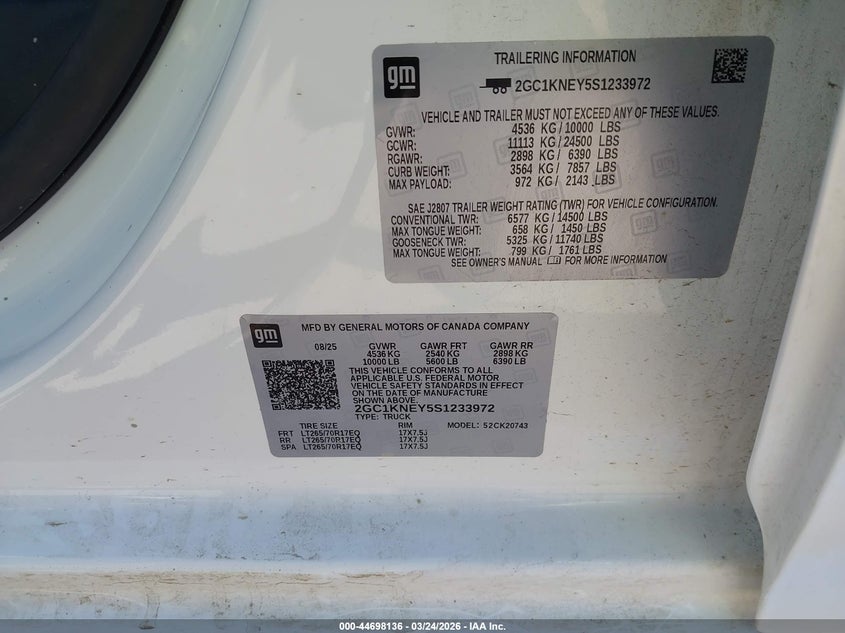 gm
TRAILERING INFORMATION
2GC1KNEY5S1233972
VEHICLE AND TRAILER MUST NOT EXCEED ANY OF THESE VALUES.
GVWR: 4536 KG / 10000 LBS
GCWR: 11113 KG / 24500 LBS
RGAWR: 2898 KG / 6390 LBS
CURB WEIGHT: 3564 KG / 7857 LBS
MAX PAYLOAD: 972 KG / 2143 LBS
SAE J2807 TRAILER WEIGHT RATING (TWR) FOR VEHICLE CONFIGURATION.
CONVENTIONAL TWR: 6577 KG / 14500 LBS
MAX TONGUE WEIGHT: 658 KG / 1450 LBS
GOOSENECK TWR: 5325 KG / 11740 LBS
MAX TONGUE WEIGHT: 799 KG / 1761 LBS
SEE OWNER'S MANUAL FOR MORE INFORMATION
gm
MFD BY GENERAL MOTORS OF CANADA COMPANY
08/25 GVWR GAWR FRT GAWR RR
4536 KG 2540 KG 2898 KG
10000 LB 5600 LB 6390 LB
THIS VEHICLE CONFORMS TO ALL
APPLICABLE U.S. FEDERAL MOTOR
VEHICLE SAFETY STANDARDS IN EFFECT
ON THE DATE OF MANUFACTURE
SHOWN ABOVE.
2GC1KNEY5S1233972
TYPE: TRUCK
TIRE SIZE RIM MODEL: 52CK20743
FRT LT265/70R17EQ 17X7.5J
RR LT265/70R17EQ 17X7.5J
SPA LT265/70R17EQ 17X7.5J
000-44698136 - 03/24/2026 - IAA Inc.